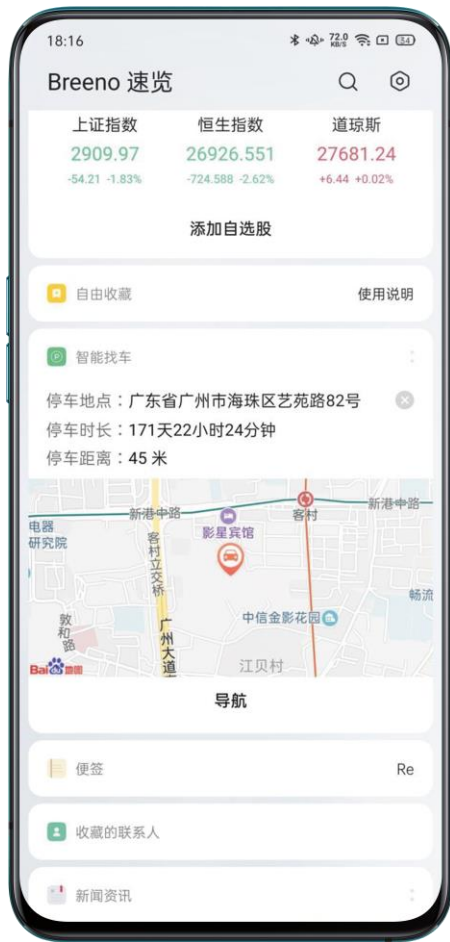 18:16
72.0
KB/S
54
Breeno 速览
上证指数 恒生指数 道琼斯
2909.97 26926.551 27681.24
-54.21 -1.83% -724.588 -2.62% +6.44 +0.02%
添加自选股
自由收藏 使用说明
P 智能找车
停车地点：广东省广州市海珠区艺苑路82号
停车时长：171天22小时24分钟
停车距离：45 米
新港中路 客村 新港中路
电器
研究院
影星宾馆
客村立交桥
敦和路
广州大道
中信金影花园
畅流
江贝村
Bai 地图
导航
便签 Re
收藏的联系人
新闻资讯